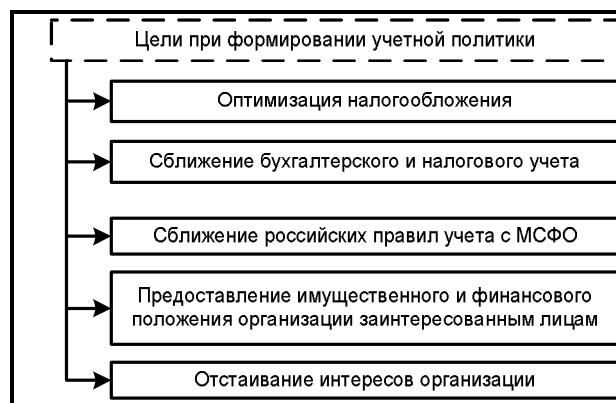 Цели при формировании учетной политики
Оптимизация налогообложения
Сближение бухгалтерского и налогового учета
Сближение российских правил учета с МСФО
Предоставление имущественного и финансового
положения организации заинтересованным лицам
Отстаивание интересов организации